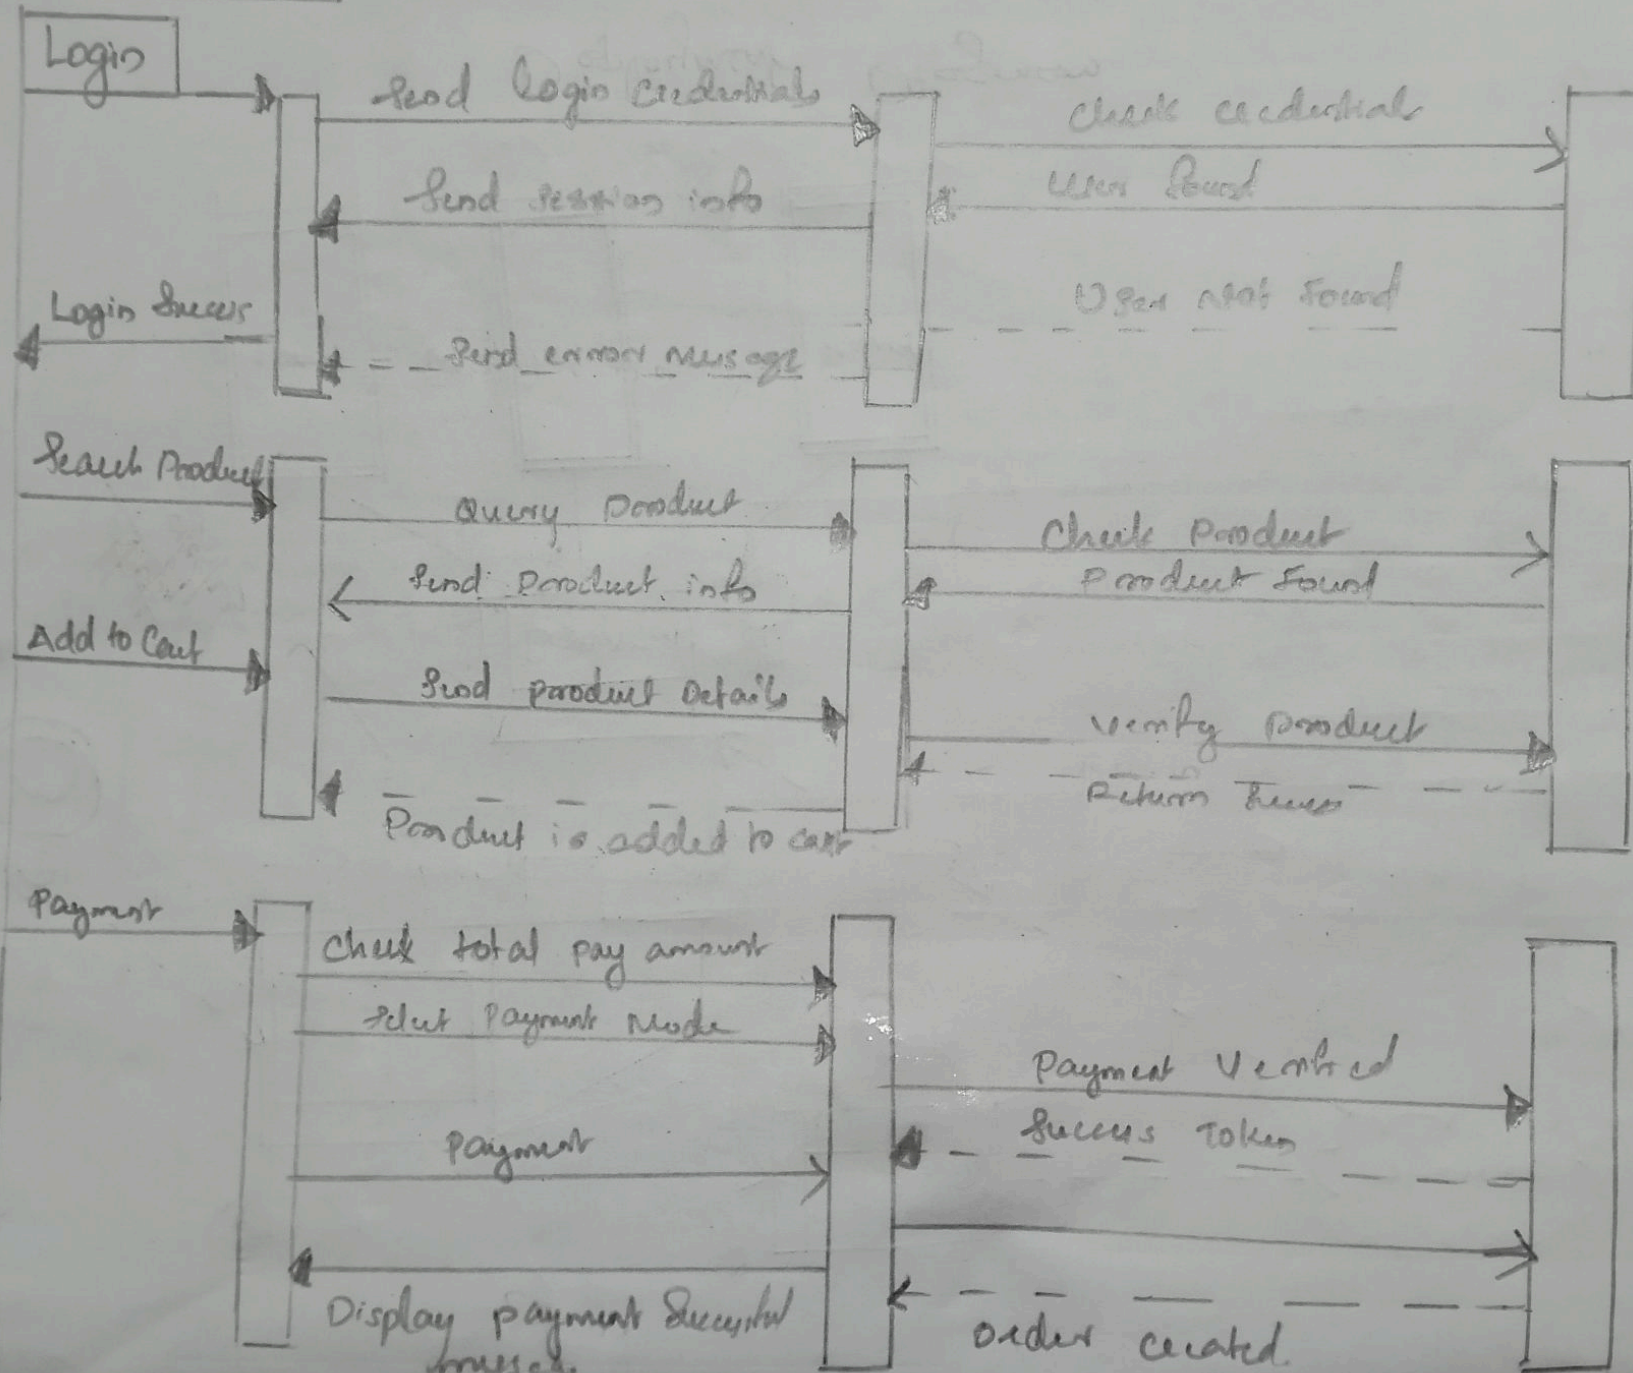 Login
Send login credentials
Check credentials
Send session info
User found
User Not Found
Login Success
Send error Message
Search Product
Query product
Check Product
Send Product info
Product Found
Add to Cart
Send product Details
Verify product
Return Success
Product is added to cart
Payment
Check total pay amount
Select Payment Mode
Payment Verified
Success Token
Payment
Display payment Successful
message
Order created.